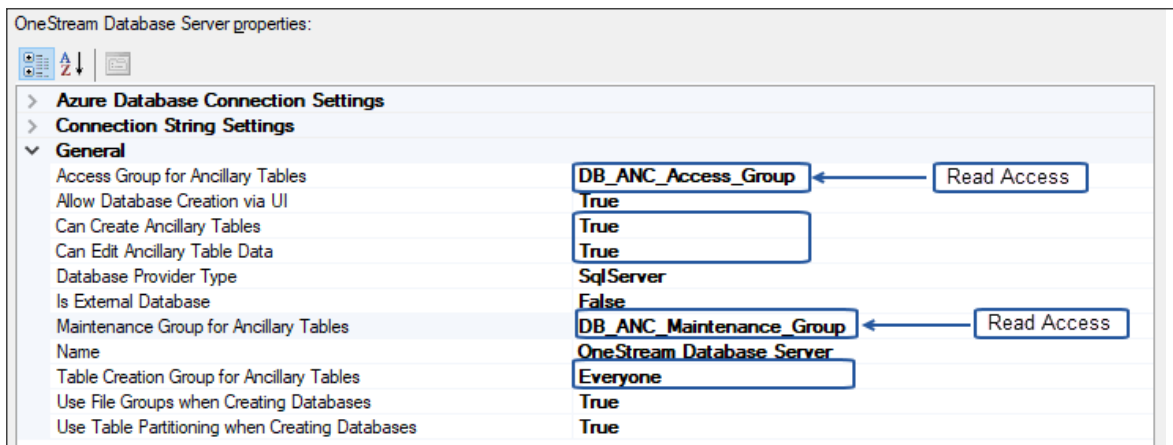 OneStream Database Server properties:
Azure Database Connection Settings
Connection String Settings
General
Access Group for Ancillary Tables DB_ANC_Access_Group Read Access
Allow Database Creation via UI True
Can Create Ancillary Tables True
Can Edit Ancillary Table Data True
Database Provider Type SqlServer
Is External Database False
Maintenance Group for Ancillary Tables DB_ANC_Maintenance_Group Read Access
Name OneStream Database Server
Table Creation Group for Ancillary Tables Everyone
Use File Groups when Creating Databases True
Use Table Partitioning when Creating Databases True